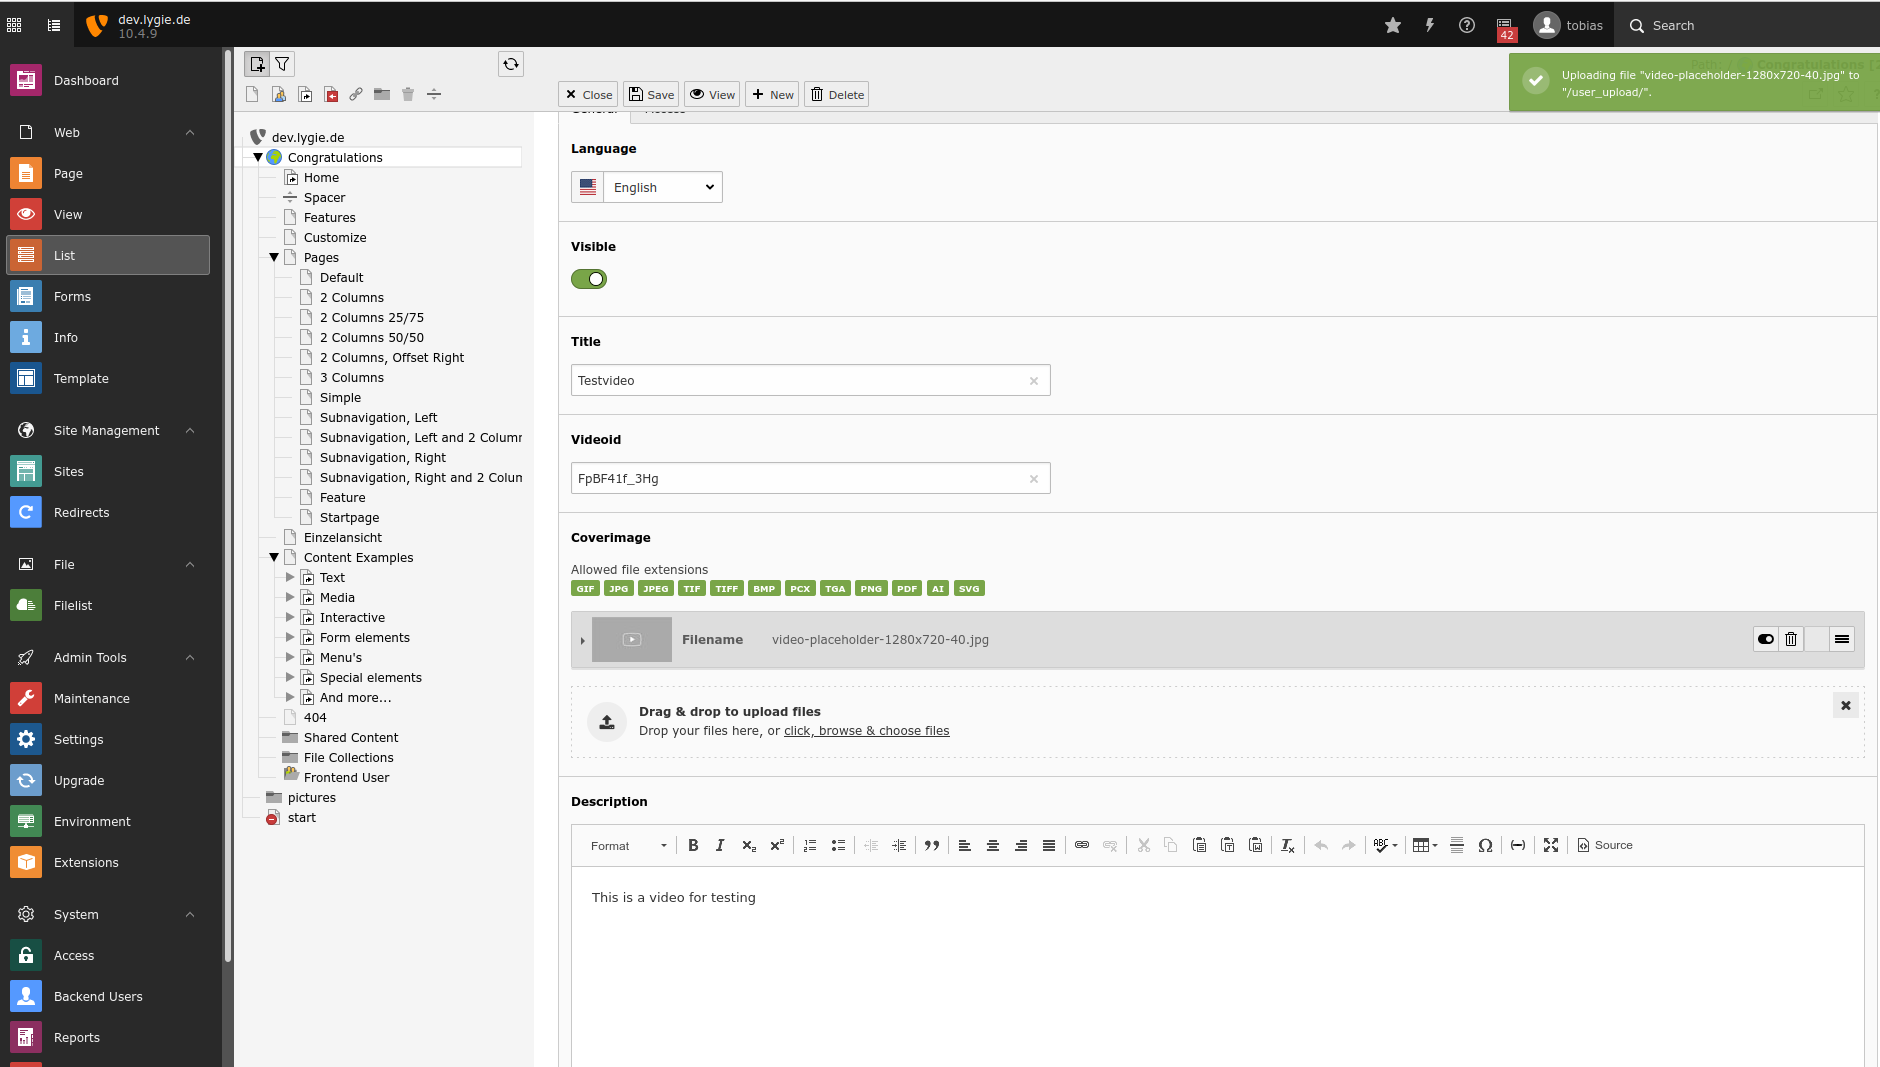 dev.lygie.de
10.4.9
42
tobias
Search
Dashboard
Web
Page
View
List
Forms
Info
Template
Site Management
Sites
Redirects
File
Filelist
Admin Tools
Maintenance
Settings
Upgrade
Environment
Extensions
System
Access
Backend Users
Reports
dev.lygie.de
Congratulations
Home
Spacer
Features
Customize
Pages
Default
2 Columns
2 Columns 25/75
2 Columns 50/50
2 Columns, Offset Right
3 Columns
Simple
Subnavigation, Left
Subnavigation, Left and 2 Column
Subnavigation, Right
Subnavigation, Right and 2 Colun
Feature
Startpage
Einzelansicht
Content Examples
Text
Media
Interactive
Form elements
Menu's
Special elements
And more...
404
Shared Content
File Collections
Frontend User
pictures
start
Close Save View New Delete
Uploading file "video-placeholder-1280x720-40.jpg" to
"/user_upload/".
Language
English
Visible
Title
Testvideo
Videoid
FpBF41f_3Hg
Coverimage
Allowed file extensions
GIF JPG JPEG TIF TIFF BMP PCX TGA PNG PDF AI SVG
Filename video-placeholder-1280x720-40.jpg
Drag & drop to upload files
Drop your files here, or click, browse & choose files
Description
Format Source
This is a video for testing